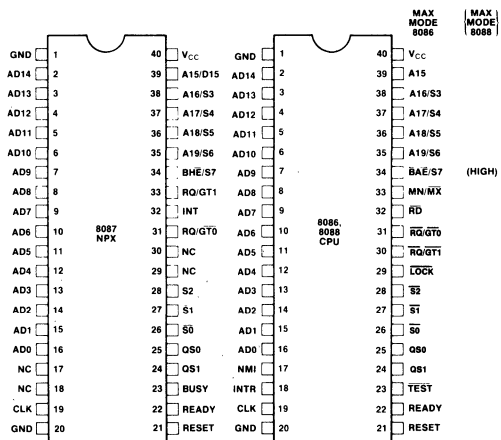 MAX MODE 8086
MAX MODE 8088
GND 1 40 VCC
AD14 2 39 A15/D15
AD13 3 38 A16/S3
AD12 4 37 A17/S4
AD11 5 36 A18/S5
AD10 6 35 A19/S6
AD9 7 34 BHE/S7
AD8 8 33 RQ/GT1
AD7 9 32 INT
AD6 10 31 RQ/GT0
AD5 11 30 NC
AD4 12 29 NC
AD3 13 28 S2
AD2 14 27 S1
AD1 15 26 S0
AD0 16 25 QS0
NC 17 24 QS1
NC 18 23 BUSY
CLK 19 22 READY
GND 20 21 RESET
8087 NPX
GND 1 40 VCC
AD14 2 39 A15
AD13 3 38 A16/S3
AD12 4 37 A17/S4
AD11 5 36 A18/S5
AD10 6 35 A19/S6
AD9 7 34 BAE/S7 (HIGH)
AD8 8 33 MN/MX
AD7 9 32 RD
AD6 10 31 RQ/GT0
AD5 11 30 RQ/GT1
AD4 12 29 LOCK
AD3 13 28 S2
AD2 14 27 S1
AD1 15 26 S0
AD0 16 25 QS0
NMI 17 24 QS1
INTR 18 23 TEST
CLK 19 22 READY
GND 20 21 RESET
8086, 8088 CPU